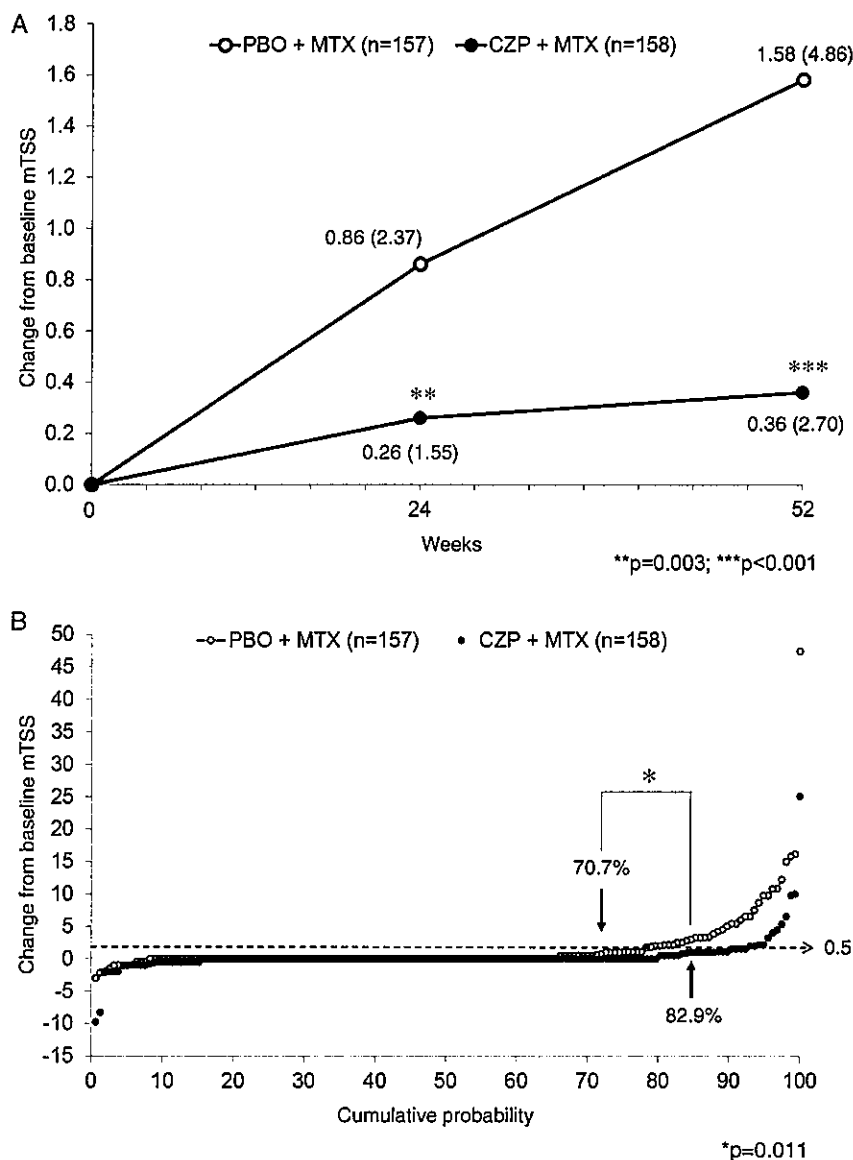 A
PBO + MTX (n=157) CZP + MTX (n=158)
Change from baseline mTSS
1.8
1.6
1.4
1.2
1.0
0.8
0.6
0.4
0.2
0.0
1.58 (4.86)
0.86 (2.37)
**
0.26 (1.55)
***
0.36 (2.70)
0 24 52
Weeks
**p=0.003; ***p<0.001
B
PBO + MTX (n=157) CZP + MTX (n=158)
Change from baseline mTSS
50
45
40
35
30
25
20
15
10
5
0
-5
-10
-15
*
70.7%
0.5
82.9%
0 10 20 30 40 50 60 70 80 90 100
Cumulative probability
*p=0.011